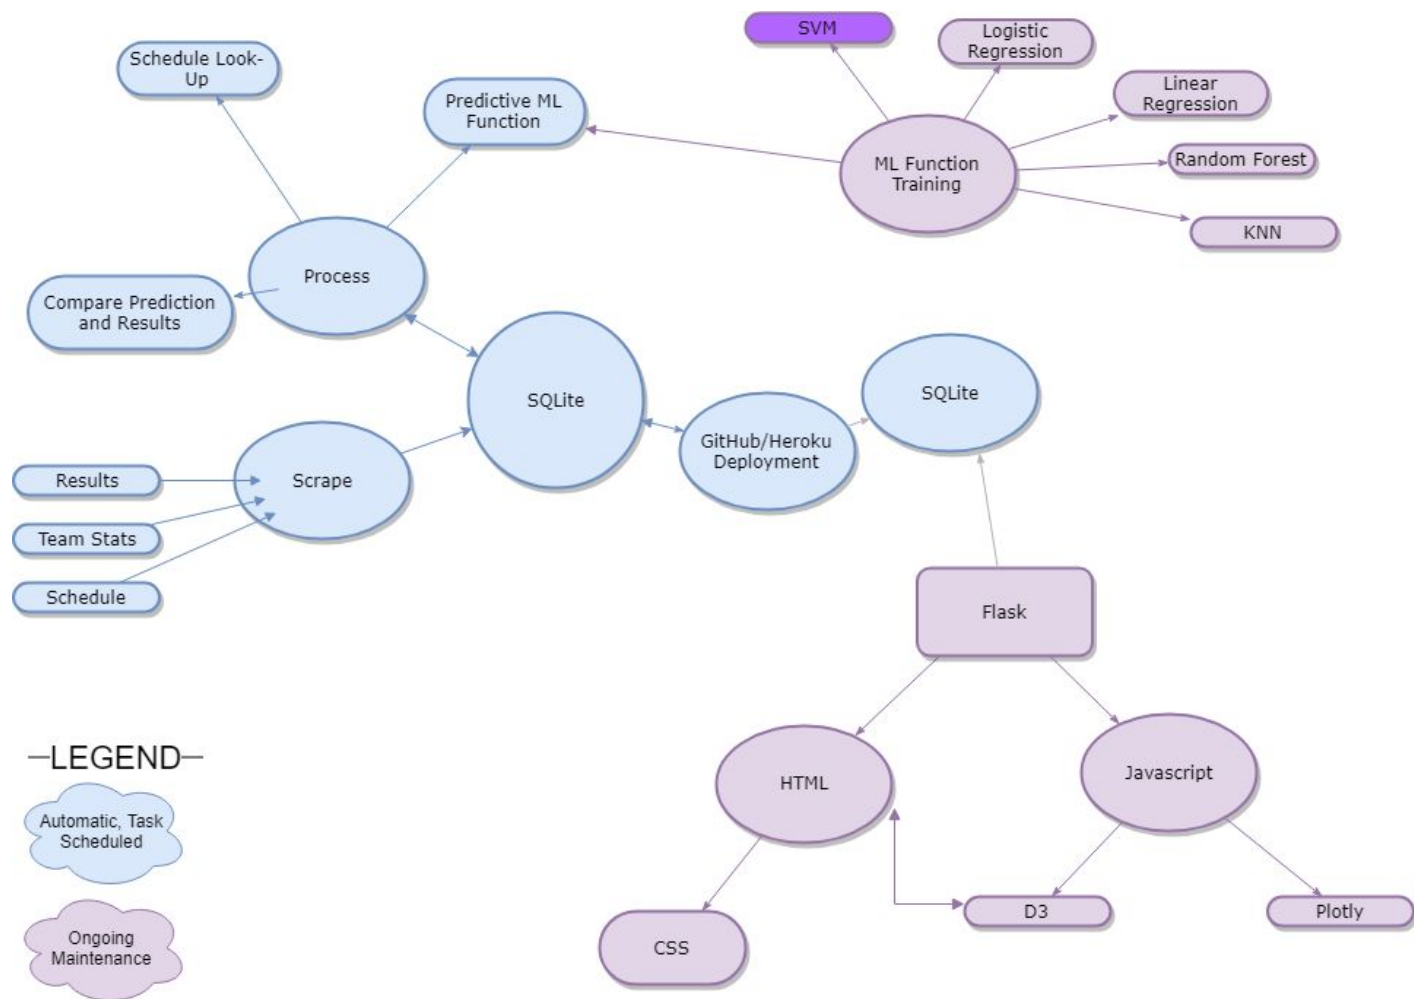 SVM
Logistic
Regression
Schedule Look-
Up
Predictive ML
Function
Linear
Regression
ML Function
Training
Random Forest
KNN
Process
Compare Prediction
and Results
SQLite
SQLite
GitHub/Heroku
Deployment
Results
Scrape
Team Stats
Schedule
Flask
LEGEND
Automatic, Task
Scheduled
HTML
Javascript
D3
Plotly
Ongoing
Maintenance
CSS